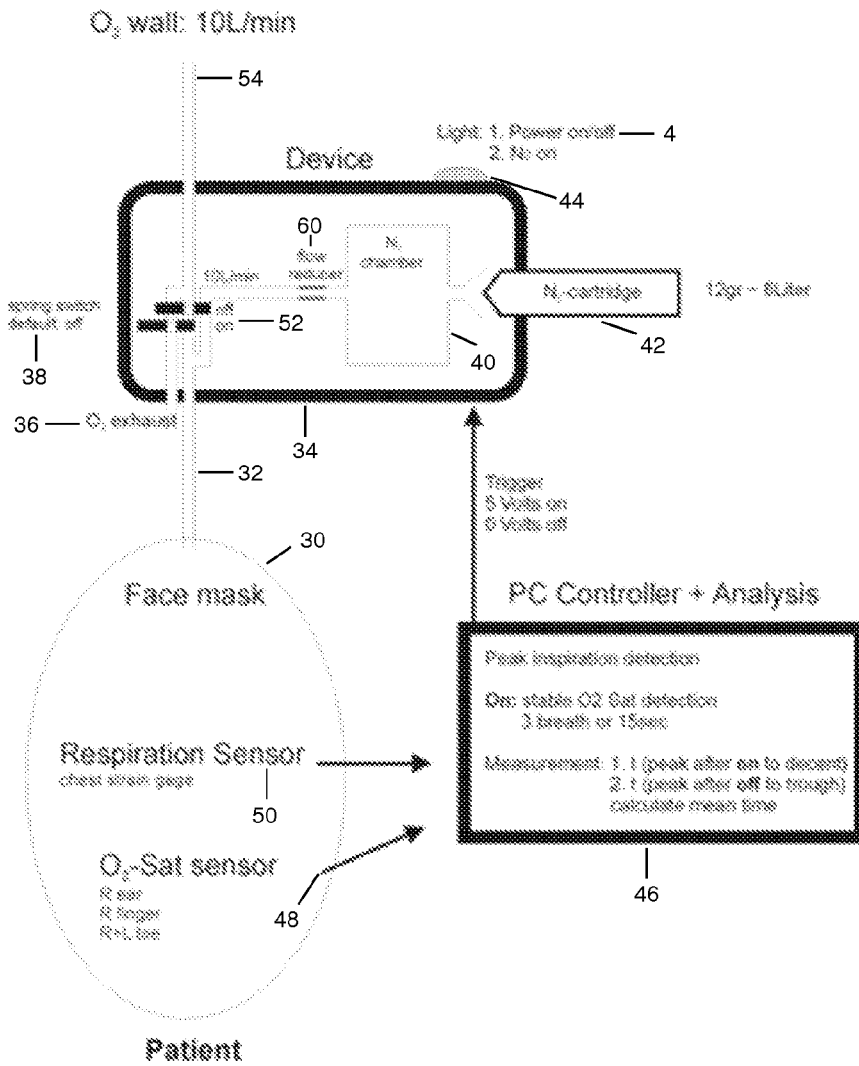 O₂ wall: 10L/min
54
Light: 1. Power on/off
4
2. No on
Device
44
60
flow
reducer
N₂
chamber
10L/min
N₂-cartridge
12gr ~ 6Liter
spring switch
default: off
off
on
52
38
40
42
36
O₂ exhaust
34
32
Trigger
5 Volts on
0 Volts off
30
Face mask
PC Controller + Analysis
Peak inspiration detection
On: stable O2 Sat detection
3 breath or 15sec
Measurement: 1. t (peak after on to decent)
2. t (peak after off to trough)
calculate mean time
Respiration Sensor
chest strain gage
50
O₂-Sat sensor
R ear
R finger
R+L toe
48
46
Patient